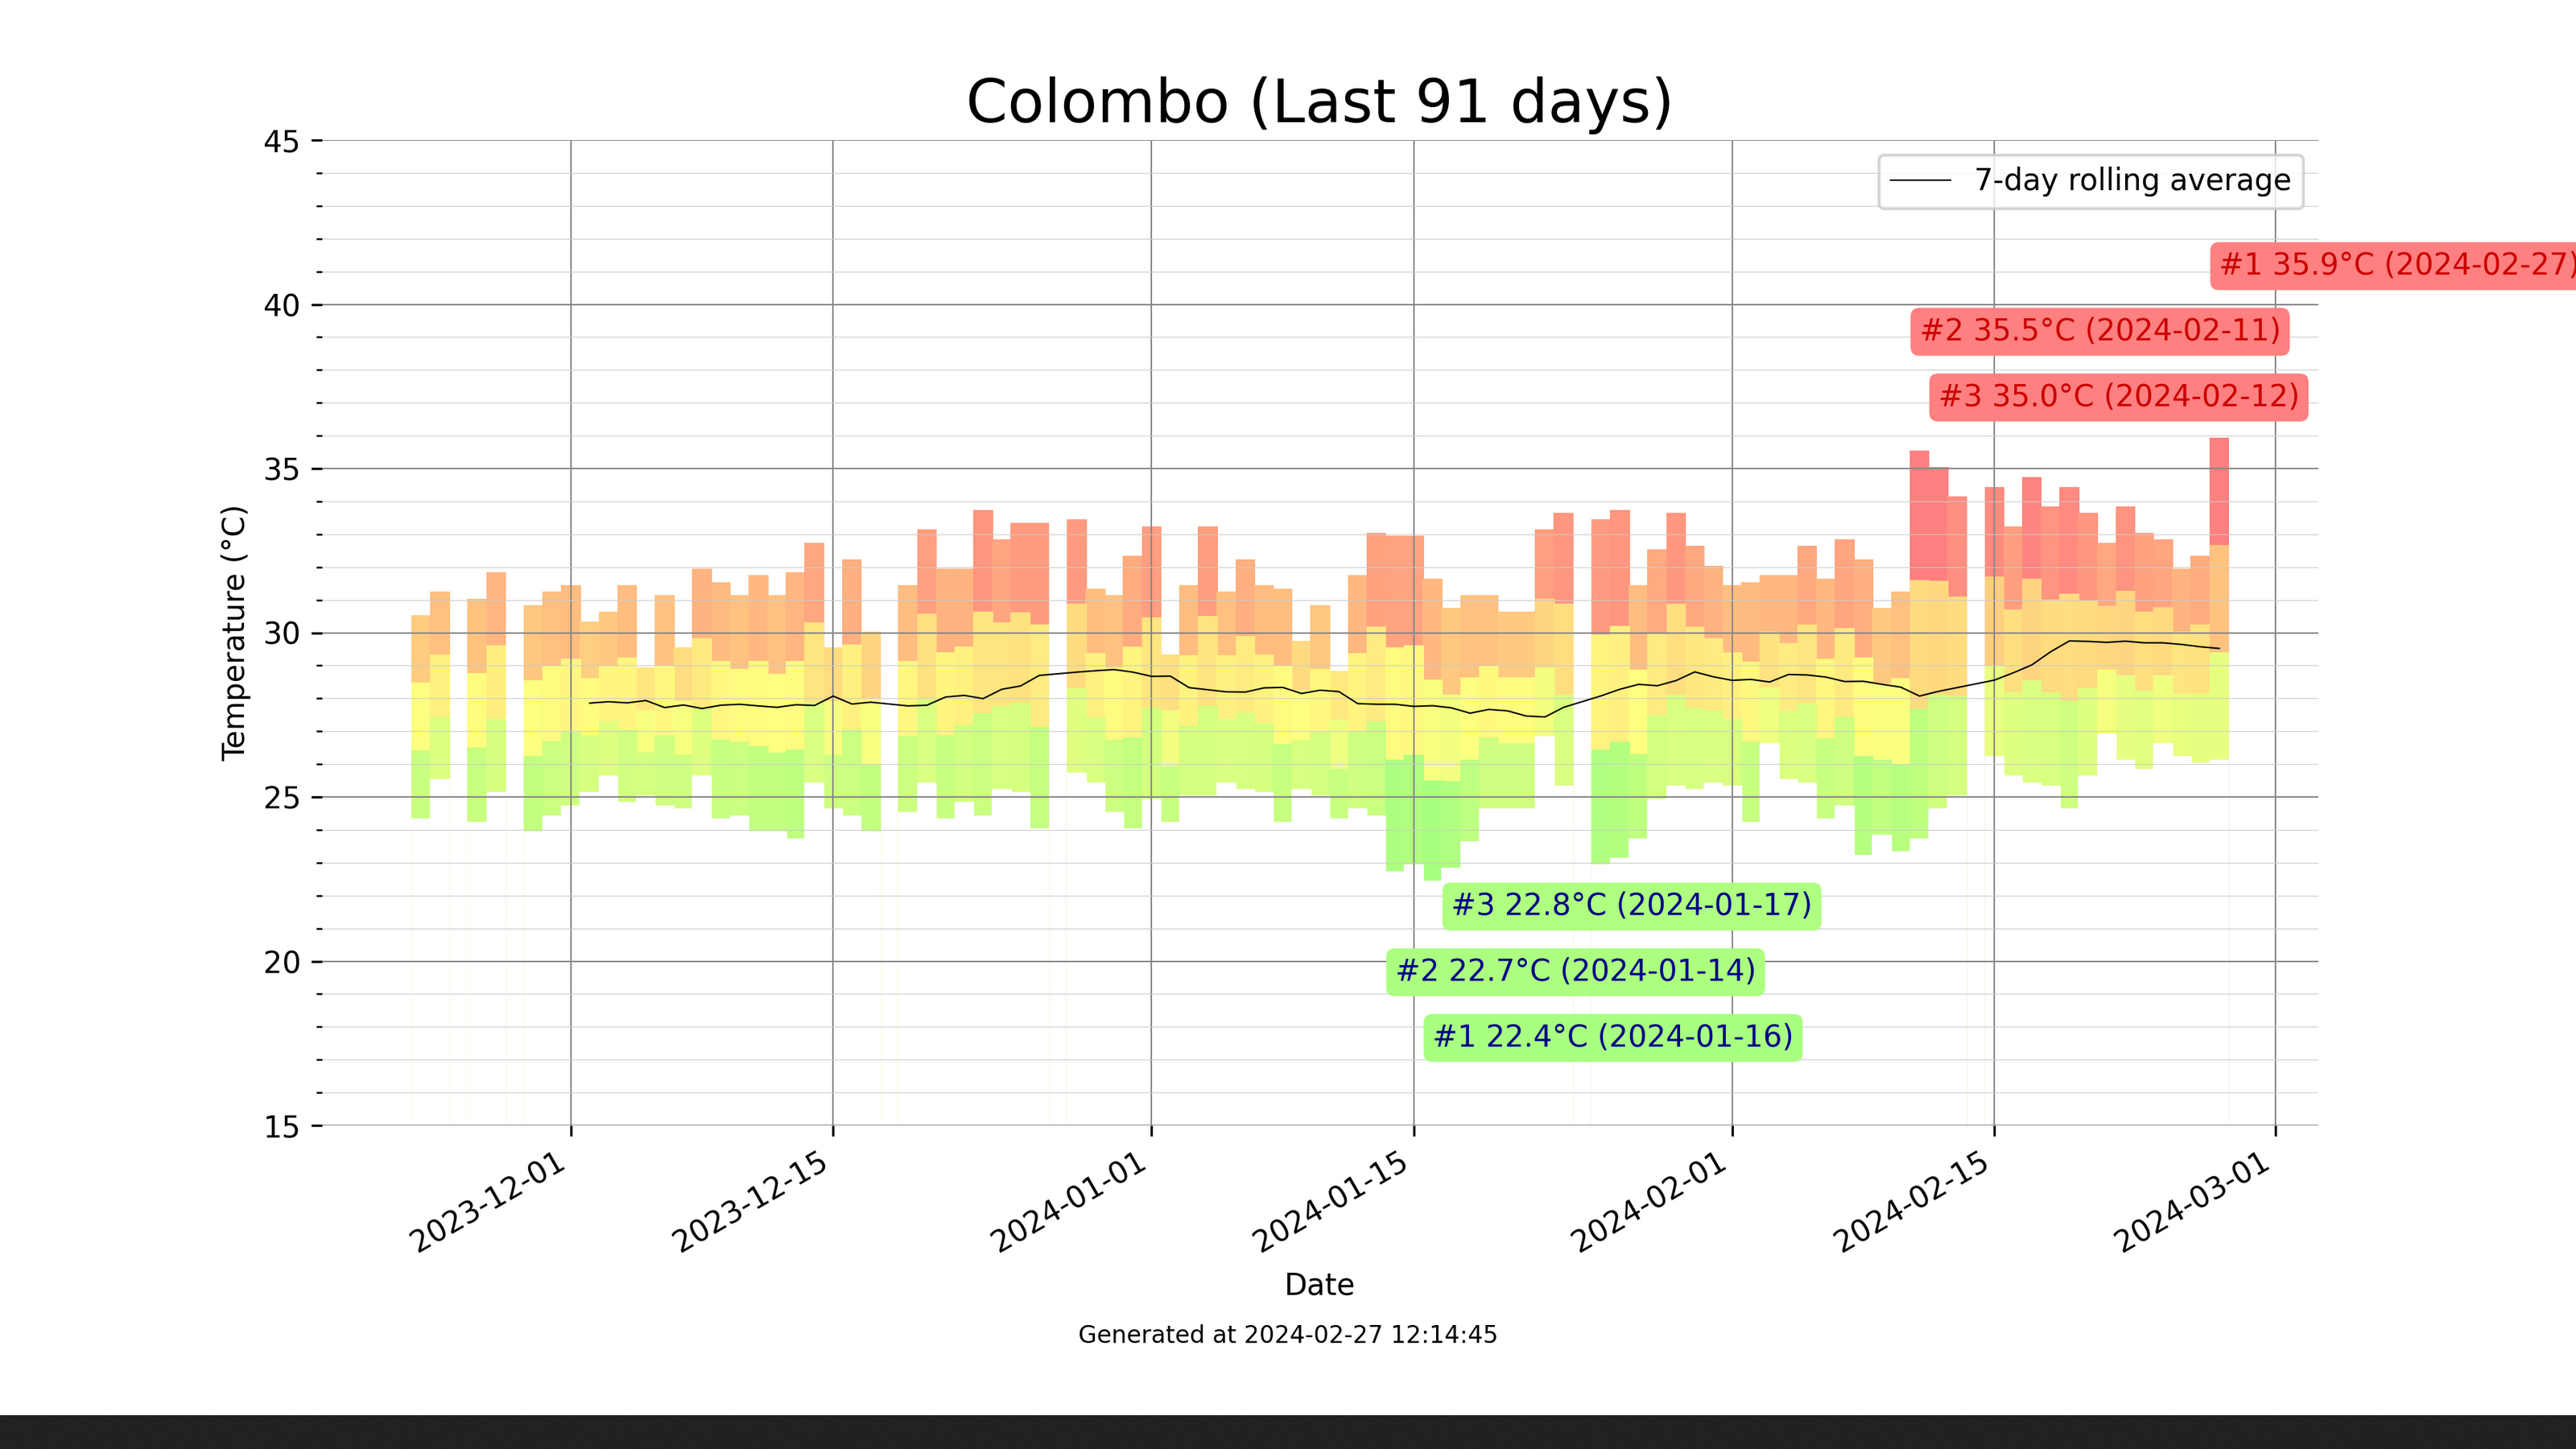 Colombo (Last 91 days)
45
40
35
30
25
20
15
Temperature (°C)
7-day rolling average
#1 35.9°C (2024-02-27)
#2 35.5°C (2024-02-11)
#3 35.0°C (2024-02-12)
#3 22.8°C (2024-01-17)
#2 22.7°C (2024-01-14)
#1 22.4°C (2024-01-16)
2023-12-01
2023-12-15
2024-01-01
2024-01-15
2024-02-01
2024-02-15
2024-03-01
Date
Generated at 2024-02-27 12:14:45